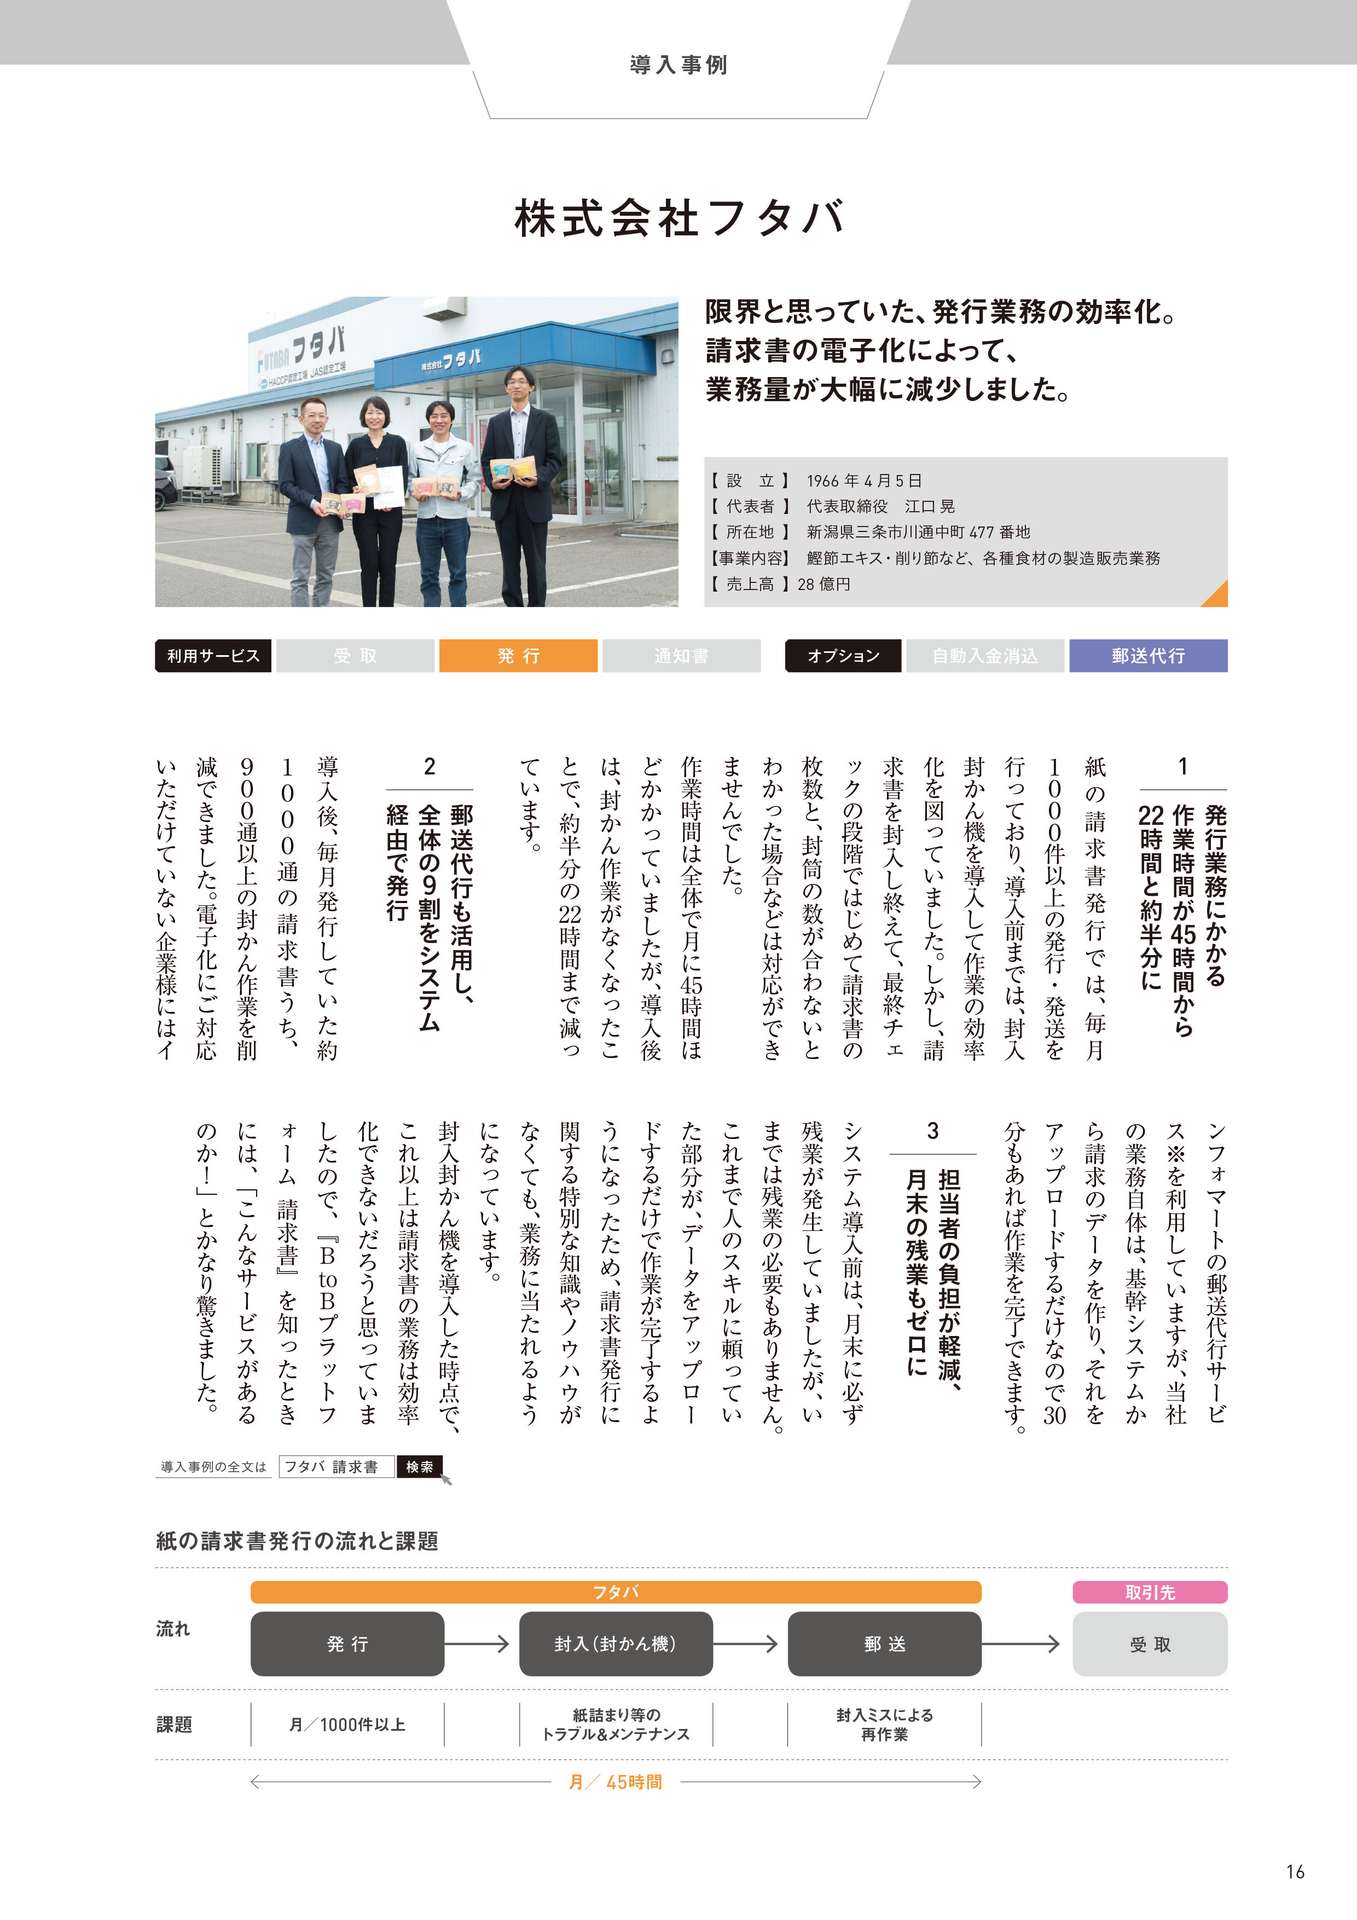 導入事例
株式会社フタバ
FUTABA フタバ
HACCP認定工場 JAS認定工場
株式会社フタバ
限界と思っていた、発行業務の効率化。
請求書の電子化によって、
業務量が大幅に減少しました。
【 設　立 】 1966 年 4 月 5 日
【 代表者 】 代表取締役　江口 晃
【 所在地 】 新潟県三条市川通中町 477 番地
【事業内容】 鰹節エキス・削り節など、各種食材の製造販売業務
【 売上高 】 28 億円
利用サービス 受 取 発 行 通知書 オプション 自動入金消込 郵送代行
1
発行業務にかかる
作業時間が45時間から
22時間と約半分に
紙の請求書発行では、毎月
1000件以上の発行・発送を
行っており、導入前までは、封入
封かん機を導入して作業の効率
化を図っていました。しかし、請
求書を封入し終えて、最終チェ
ックの段階ではじめて請求書の
枚数と、封筒の数が合わないと
わかった場合などは対応ができ
ませんでした。
作業時間は全体で月に45時間ほ
どかかっていましたが、導入後
は、封かん作業がなくなったこ
とで、約半分の22時間まで減っ
ています。
2
郵送代行も活用し、
全体の9割をシステム
経由で発行
導入後、毎月発行していた約
1000通の請求書うち、
900通以上の封かん作業を削
減できました。電子化にご対応
いただけていない企業様にはイ
ンフォマートの郵送代行サービ
ス※を利用していますが、当社
の業務自体は、基幹システムか
ら請求のデータを作り、それを
アップロードするだけなので30
分もあれば作業を完了できます。
3
担当者の負担が軽減、
月末の残業もゼロに
システム導入前は、月末に必ず
残業が発生していましたが、い
までは残業の必要もありません。
これまで人のスキルに頼ってい
た部分が、データをアップロー
ドするだけで作業が完了するよ
うになったため、請求書発行に
関する特別な知識やノウハウが
なくても、業務に当たれるよう
になっています。
封入封かん機を導入した時点で、
これ以上は請求書の業務は効率
化できないだろうと思っていま
したので、『BtoBプラットフ
ォーム 請求書』を知ったとき
には、「こんなサービスがある
のか！」とかなり驚きました。
導入事例の全文は フタバ 請求書 検索
紙の請求書発行の流れと課題
フタバ 取引先
流れ 発 行 封入（封かん機） 郵 送 受 取
課題 月／1000件以上 紙詰まり等の
トラブル&メンテナンス 封入ミスによる
再作業
月／ 45時間
16